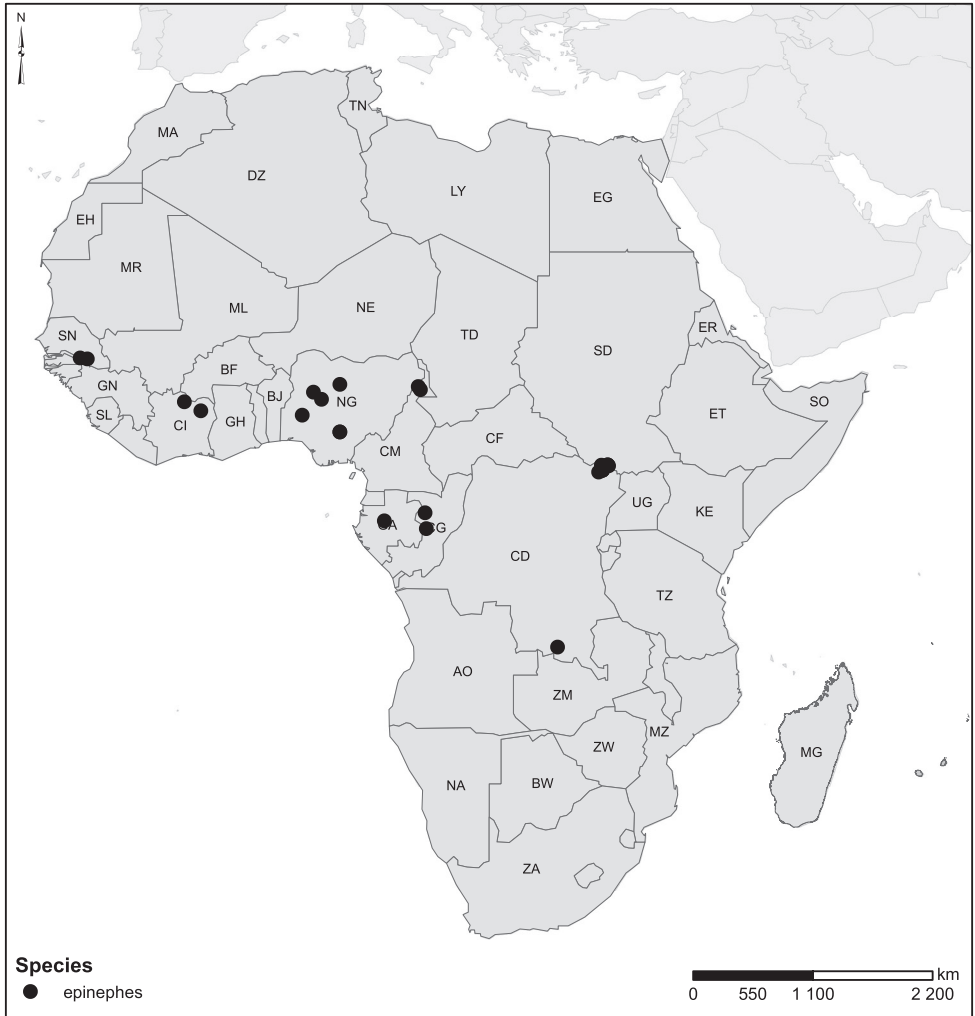 N
TN
MA
DZ
LY
EG
EH
MR
ML
NE
TD
SD
ER
SN
BF
GN
BJ
NG
SO
ET
SL
CI
GH
CM
CF
UG
KE
GA
CG
CD
TZ
AO
ZM
MZ
ZW
MG
NA
BW
ZA
Species
epinephes
km
0 550 1 100 2 200